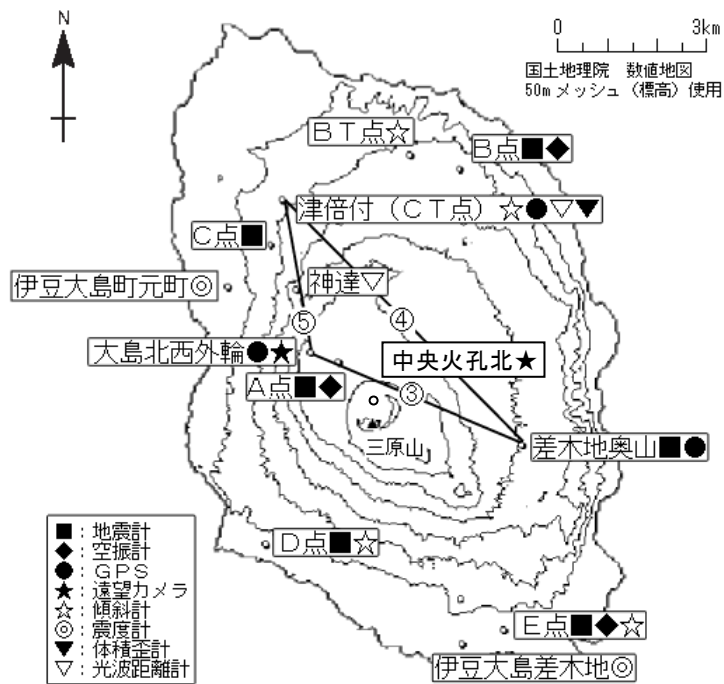 N
0 3km
国土地理院 数値地図
50mメッシュ(標高)使用
BT点☆
B点■◆
津倍付(CT点)☆●▽▼
C点■
神達▽
伊豆大島町元町◎
⑤
④
大島北西外輪●★
中央火孔北★
A点■◆
③
三原山
差木地奥山■●
D点■☆
E点■◆☆
伊豆大島差木地◎
■:地震計
◆:空振計
●:GPS
★:遠望カメラ
☆:傾斜計
◎:震度計
▼:体積歪計
▽:光波距離計